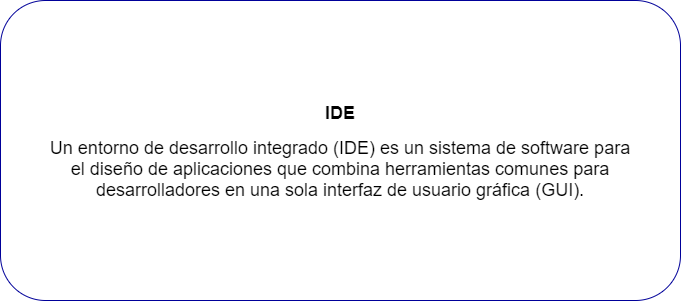 IDE
Un entorno de desarrollo integrado (IDE) es un sistema de software para
el diseño de aplicaciones que combina herramientas comunes para
desarrolladores en una sola interfaz de usuario gráfica (GUI).